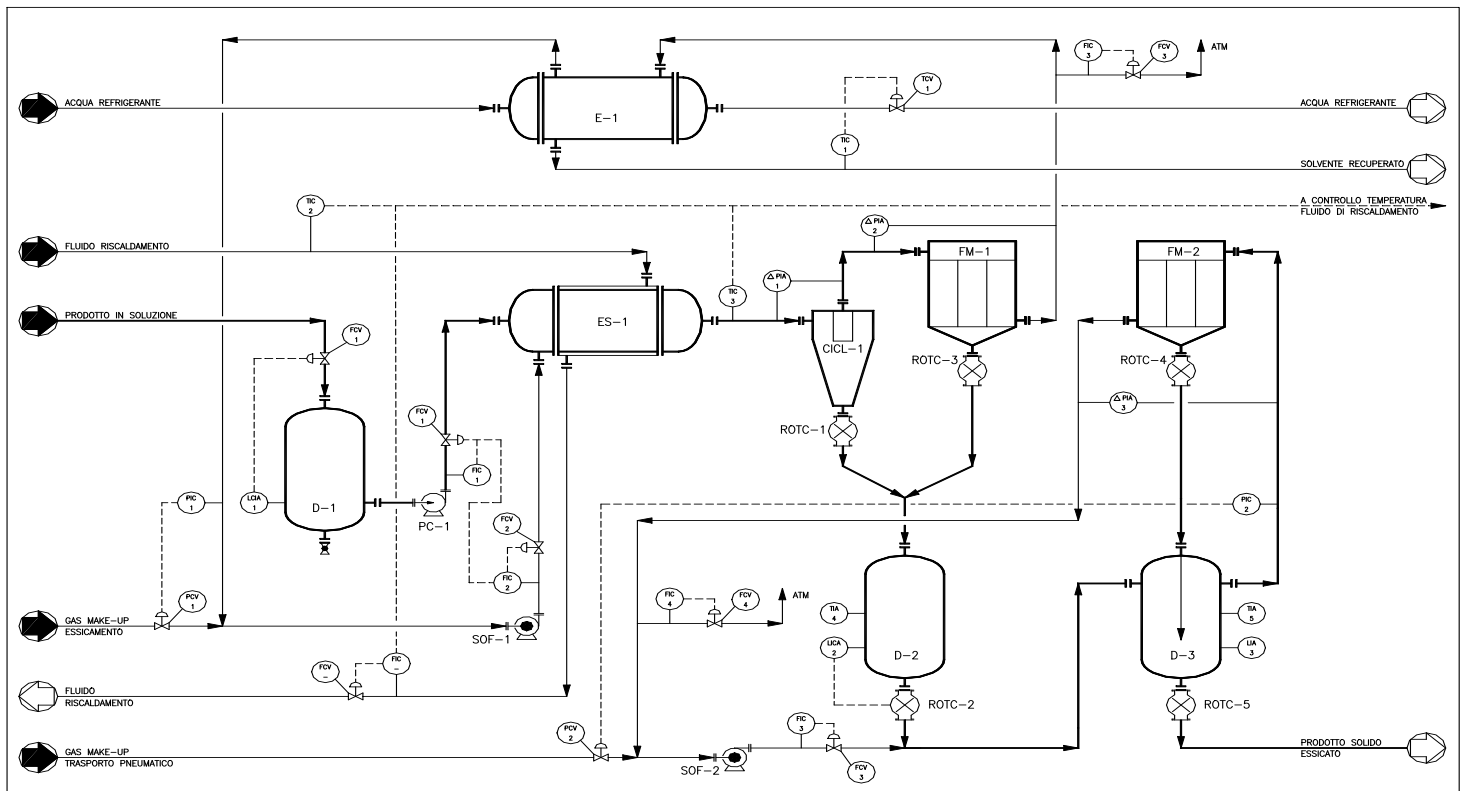 FIC
3
FCV
3
ATM
ACQUA REFRIGERANTE
TCV
1
ACQUA REFRIGERANTE
E-1
TIC
1
SOLVENTE RECUPERATO
TIC
2
A CONTROLLO TEMPERATURA
FLUIDO DI RISCALDAMENTO
△ PIA
2
FLUIDO RISCALDAMENTO
FM-1
FM-2
△ PIA
1
TIC
3
PRODOTTO IN SOLUZIONE
ES-1
FCV
1
CICL-1
ROTC-3
ROTC-4
△ PIA
3
FCV
1
ROTC-1
FIC
1
PIC
1
LCIA
1
D-1
PC-1
PIC
2
FCV
2
FIC
2
PCV
1
FIC
4
FCV
4
ATM
TIA
4
TIA
5
GAS MAKE-UP
ESSICAMENTO
SOF-1
LICA
2
D-2
D-3
LIA
3
FCV
-
FIC
-
FLUIDO
RISCALDAMENTO
ROTC-2
ROTC-5
PCV
2
FIC
3
GAS MAKE-UP
TRASPORTO PNEUMATICO
SOF-2
FCV
3
PRODOTTO SOLIDO
ESSICATO